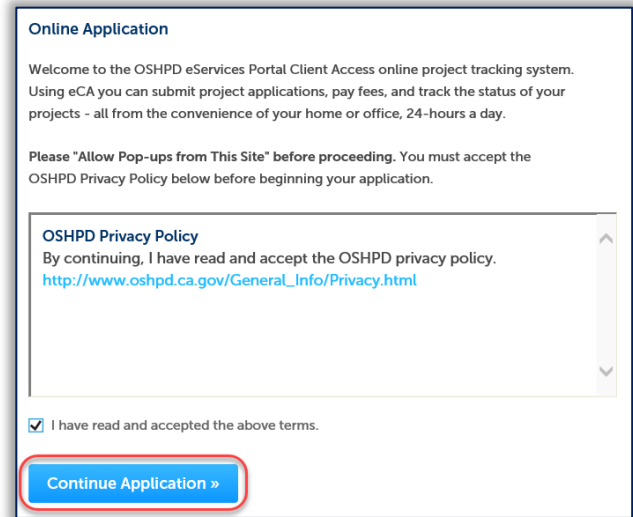 Online Application
Welcome to the OSHPD eServices Portal Client Access online project tracking system.
Using eCA you can submit project applications, pay fees, and track the status of your
projects - all from the convenience of your home or office, 24-hours a day.
Please "Allow Pop-ups from This Site" before proceeding. You must accept the
OSHPD Privacy Policy below before beginning your application.
OSHPD Privacy Policy
By continuing, I have read and accept the OSHPD privacy policy.
http://www.oshpd.ca.gov/General_Info/Privacy.html
I have read and accepted the above terms.
Continue Application »